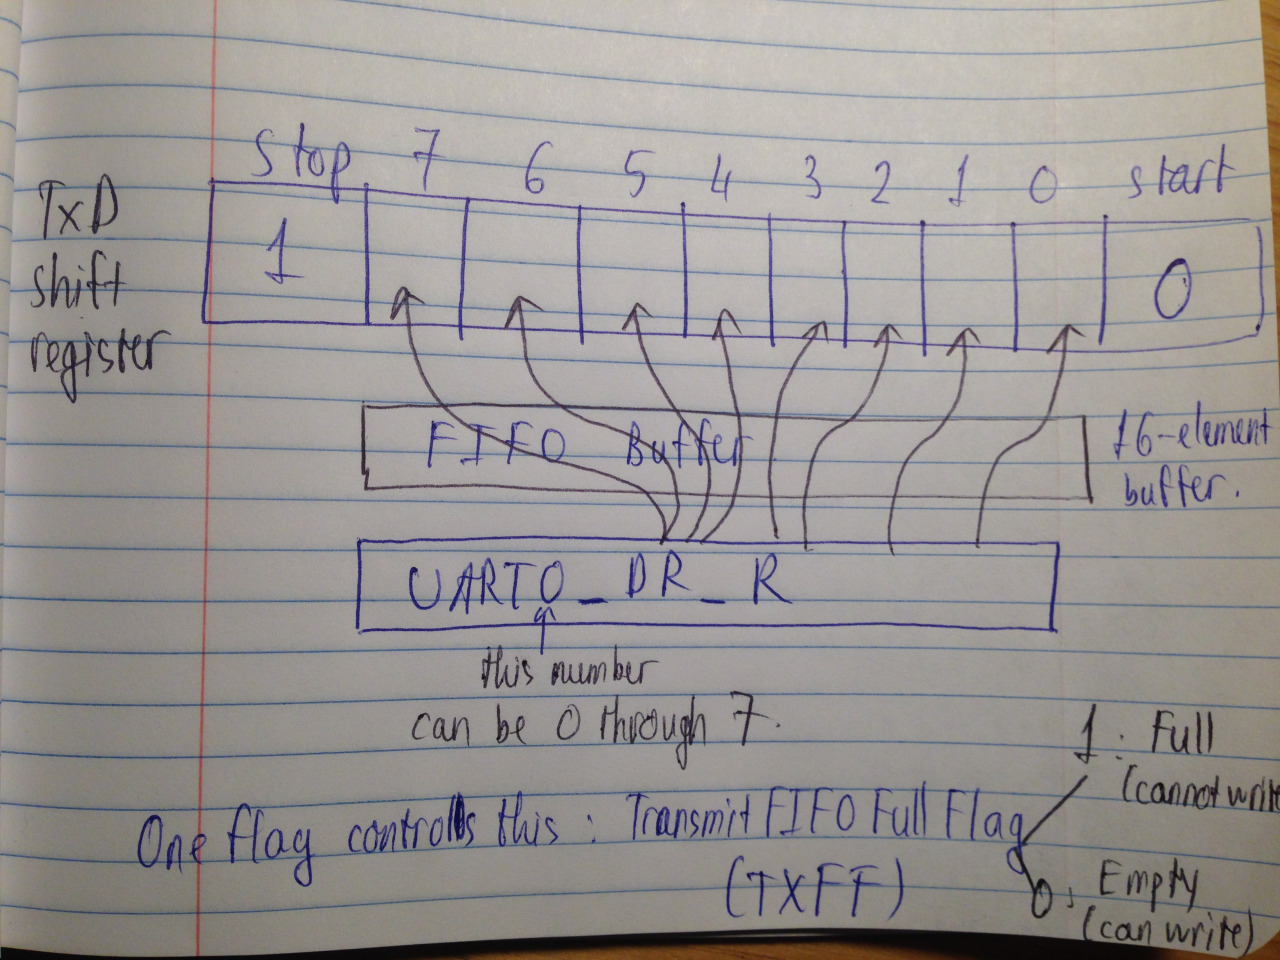 Stop 7 6 5 4 3 2 1 0 start
TxD
shift
register
1 0
FIFO Buffer
16-element
buffer.
UART0_DR_R
this number
can be 0 through 7.
One flag controls this: Transmit FIFO Full Flag
(TXFF)
1: Full
(cannot write
0: Empty
(can write)